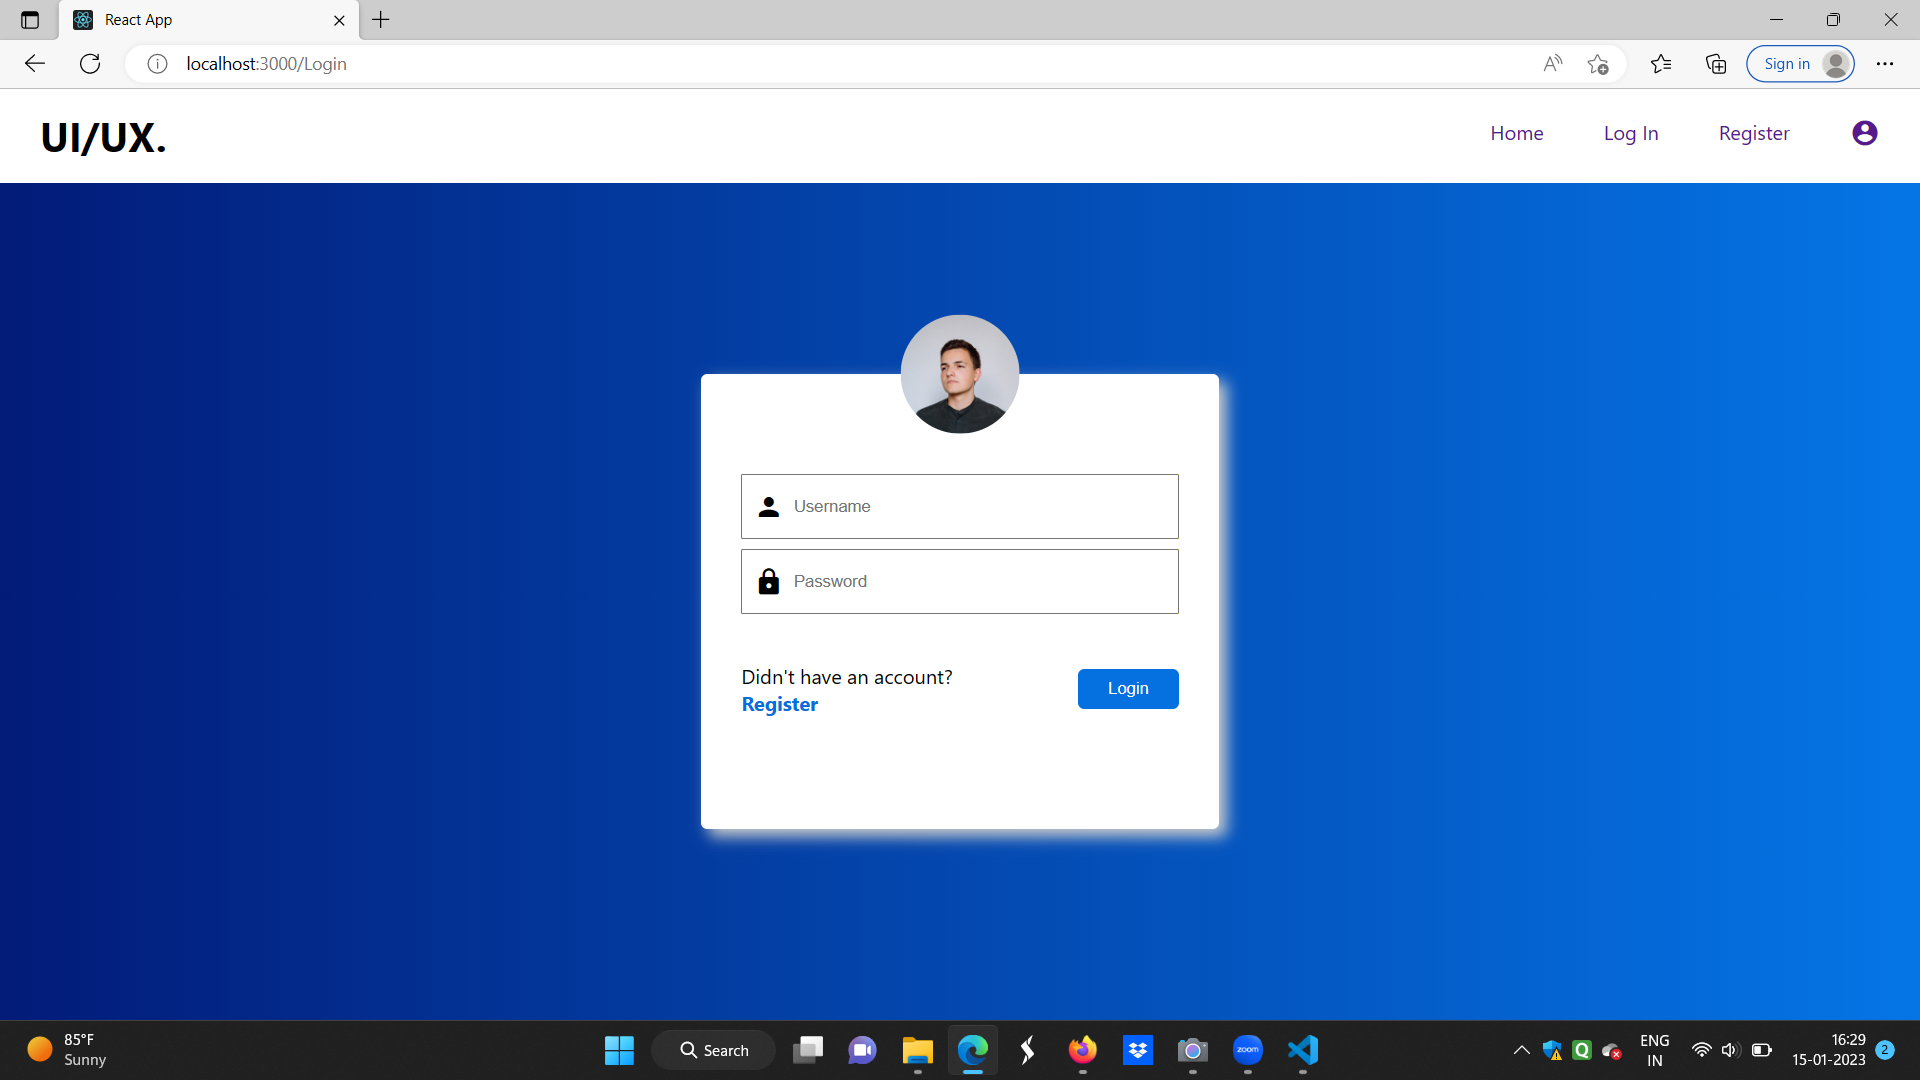 React App
localhost:3000/Login
Sign in
UI/UX.
Home
Log In
Register
Username
Password
Didn't have an account?
Register
Login
85°F
Sunny
Search
zoom
ENG
IN
16:29
15-01-2023
2